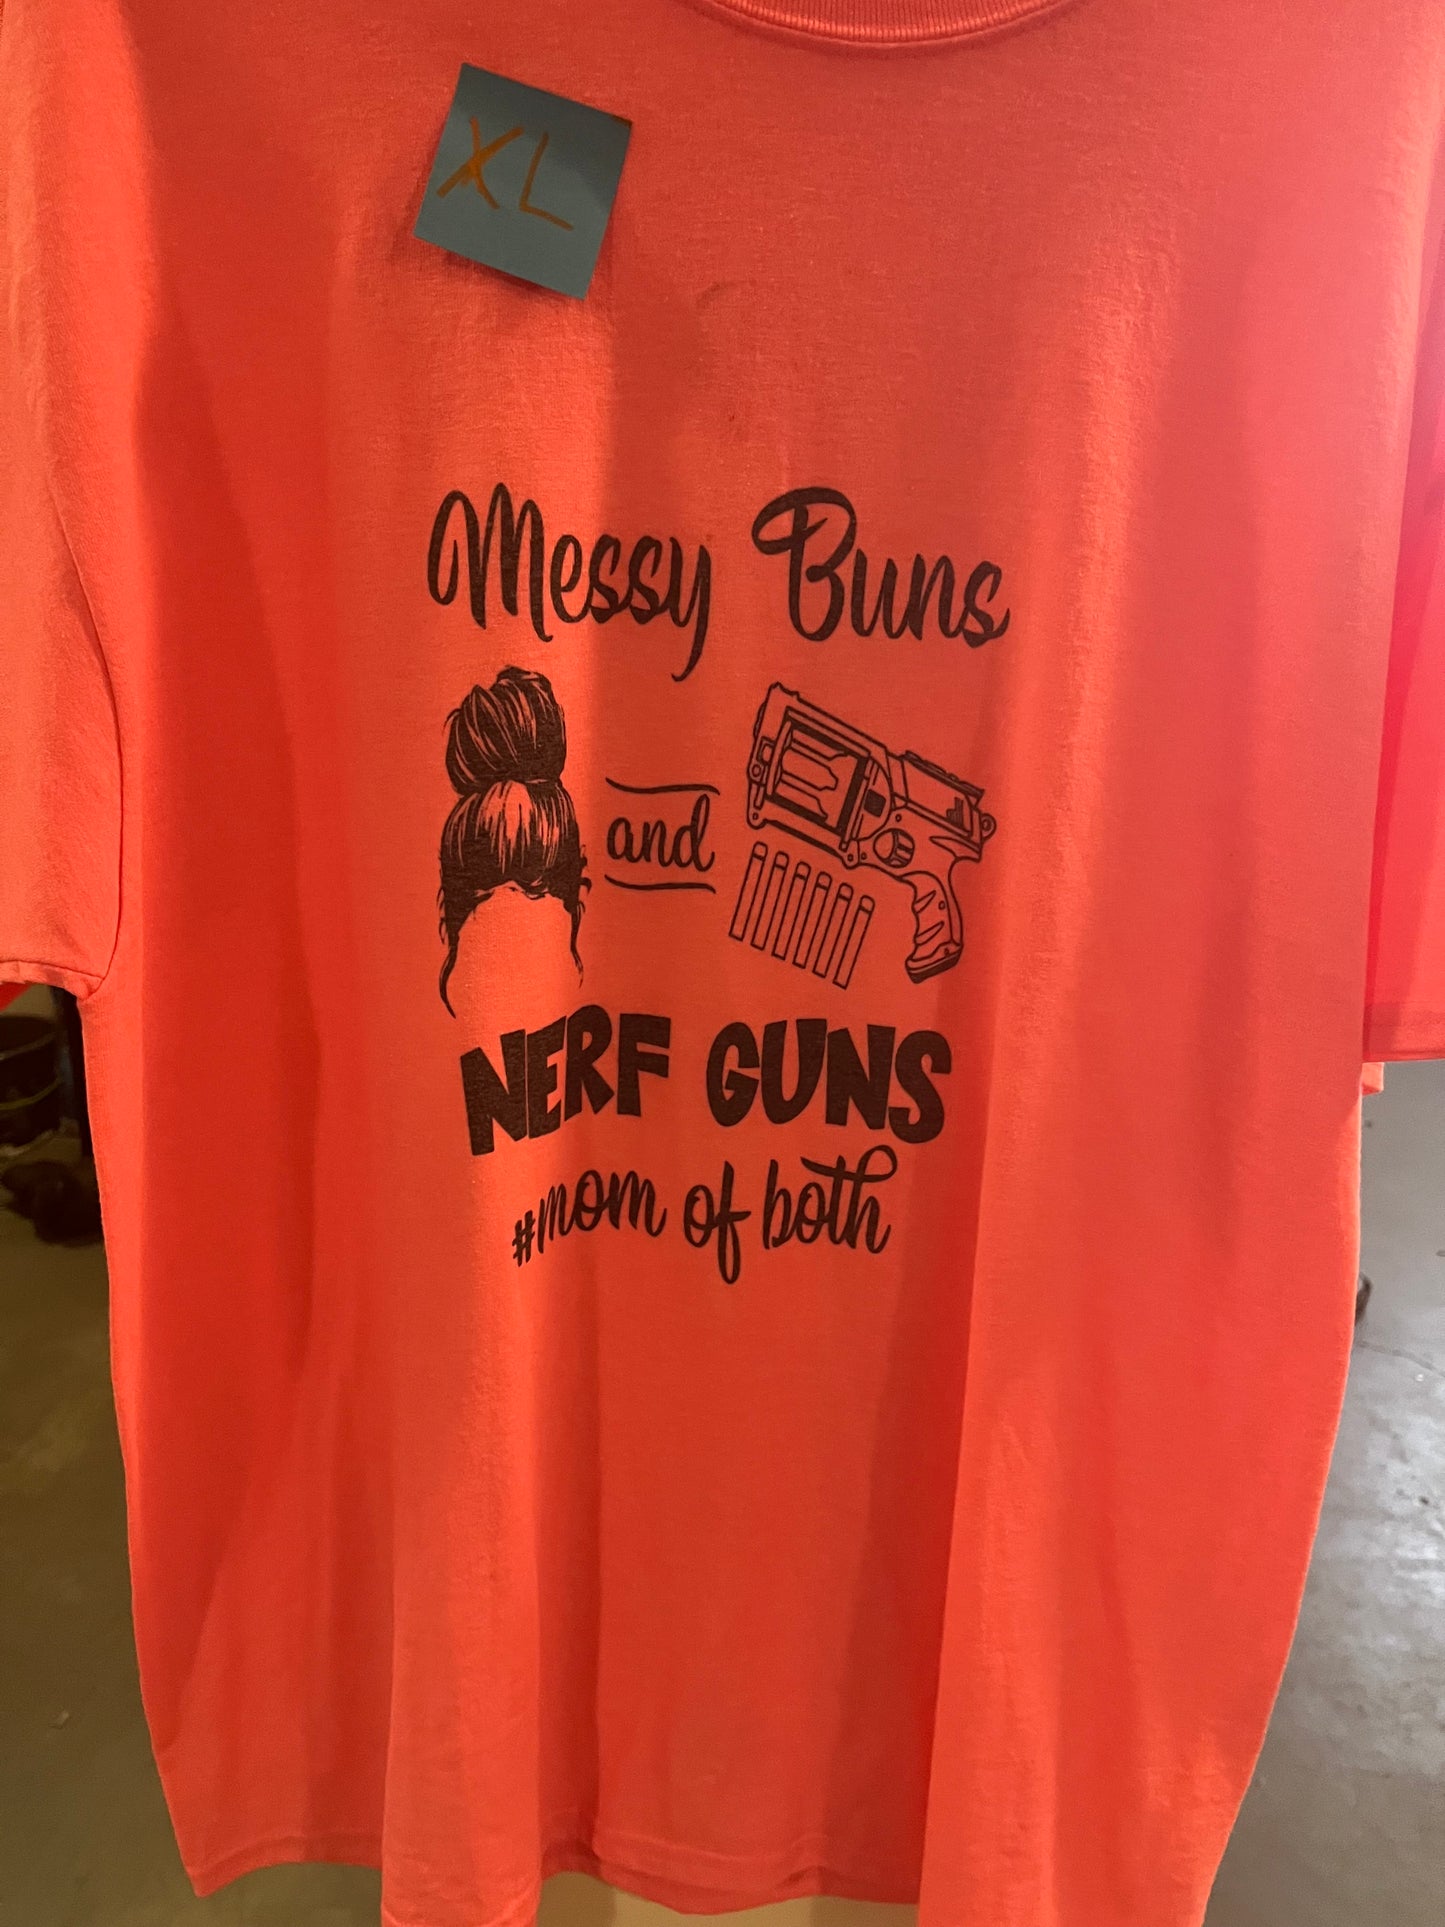 XL
Messy Buns
and
NERF GUNS
#mom of both